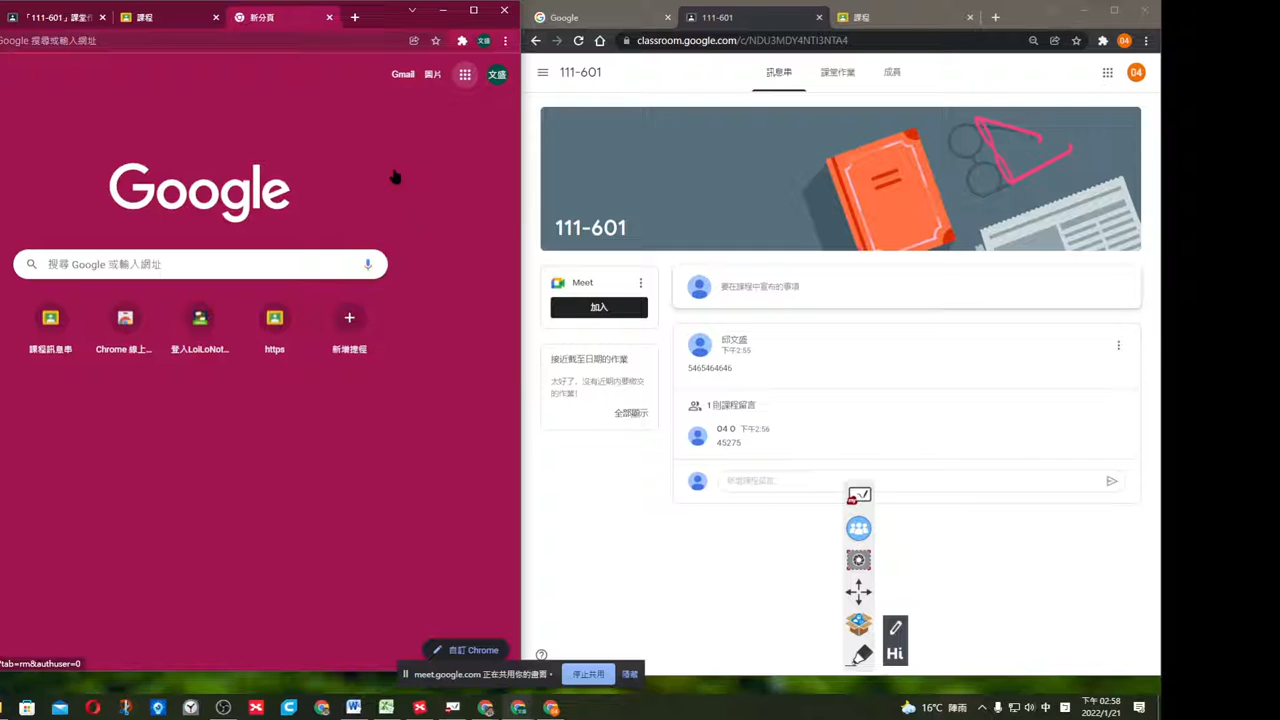 「111-601」課堂作
課程
新分頁
Google 搜尋或輸入網址
文盛
Gmail
圖片
文盛
Google
搜尋 Google 或輸入網址
課程訊息串
Chrome 線上...
登入LoiLoNot...
https
新增捷徑
自訂 Chrome
?tab=rm&authuser=0
meet.google.com 正在共用你的畫面
停止共用
隱藏
Google
111-601
課程
classroom.google.com/c/NDU3MDY4NTI3NTA4
04
111-601
訊息串
課堂作業
成員
04
111-601
Meet
加入
接近截至日期的作業
太好了，沒有近期內要繳交
的作業！
全部顯示
要在課程中宣布的事項
邱文盛
下午2:55
5465464646
1 則課程留言
04 0 下午2:56
45275
新增課程留言...
Hi
16°C 陣雨
中
下午 02:58
2022/1/21